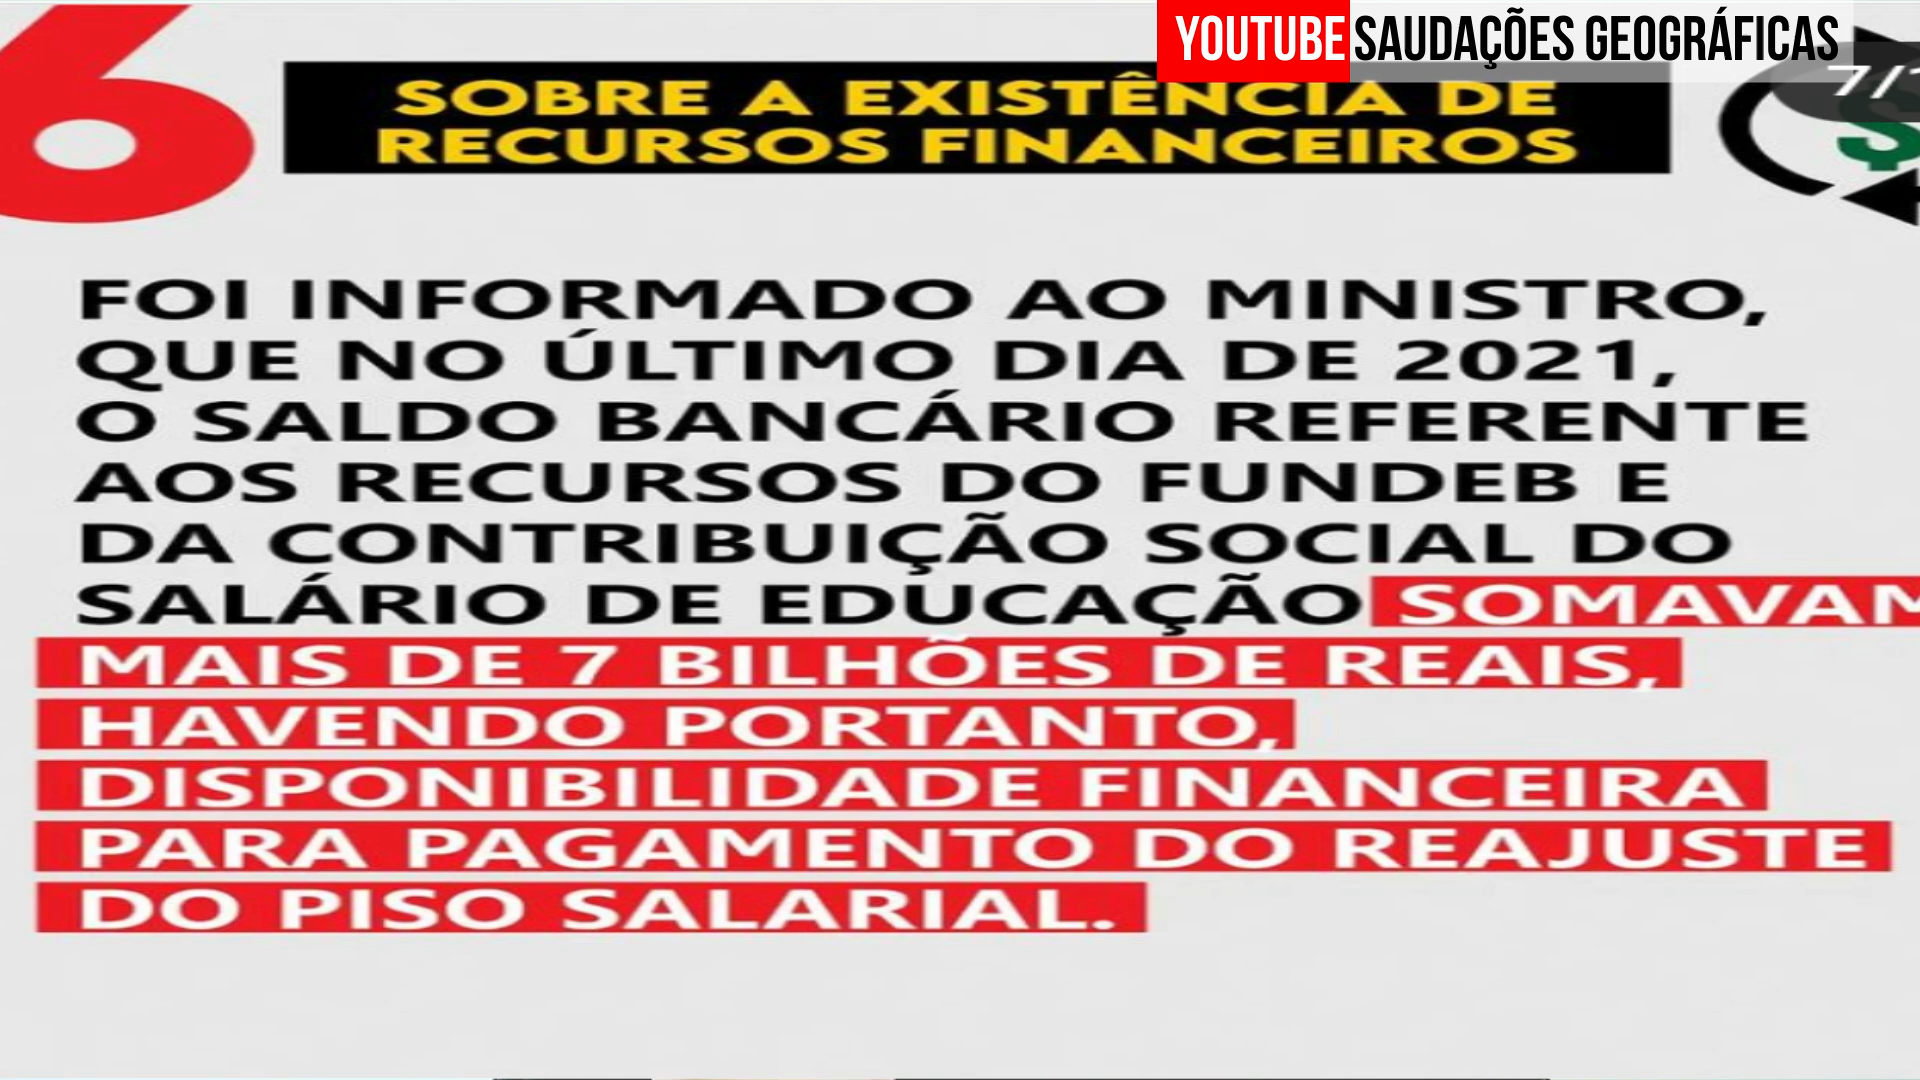 YOUTUBE SAUDAÇÕES GEOGRÁFICAS
6
7/1
SOBRE A EXISTÊNCIA DE
RECURSOS FINANCEIROS
$
FOI INFORMADO AO MINISTRO,
QUE NO ÚLTIMO DIA DE 2021,
O SALDO BANCÁRIO REFERENTE
AOS RECURSOS DO FUNDEB E
DA CONTRIBUIÇÃO SOCIAL DO
SALÁRIO DE EDUCAÇÃO SOMAVAM
MAIS DE 7 BILHÕES DE REAIS,
HAVENDO PORTANTO,
DISPONIBILIDADE FINANCEIRA
PARA PAGAMENTO DO REAJUSTE
DO PISO SALARIAL.